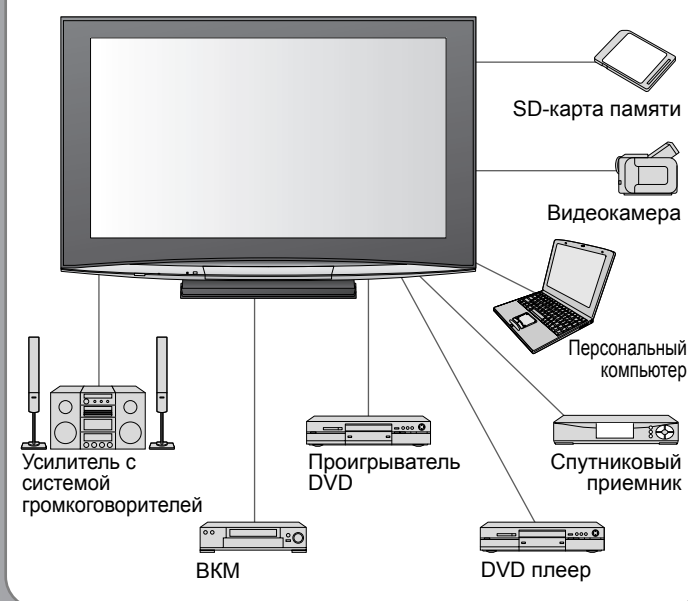 SD-карта памяти
Видеокамера
Персональный
компьютер
Усилитель с
системой
громкоговорителей
Проигрыватель
DVD
Спутниковый
приемник
ВКМ
DVD плеер